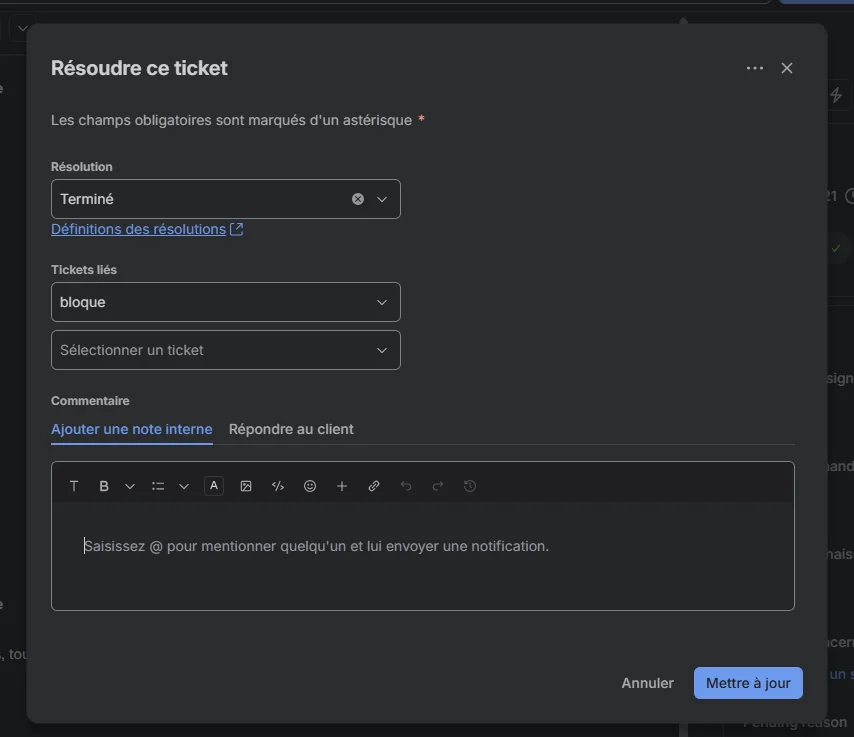 Résoudre ce ticket
Les champs obligatoires sont marqués d'un astérisque *
Résolution
Terminé
Définitions des résolutions
Tickets liés
bloque
Sélectionner un ticket
Commentaire
Ajouter une note interne
Répondre au client
T B A
Saisissez @ pour mentionner quelqu'un et lui envoyer une notification.
Annuler
Mettre à jour
Pending reason